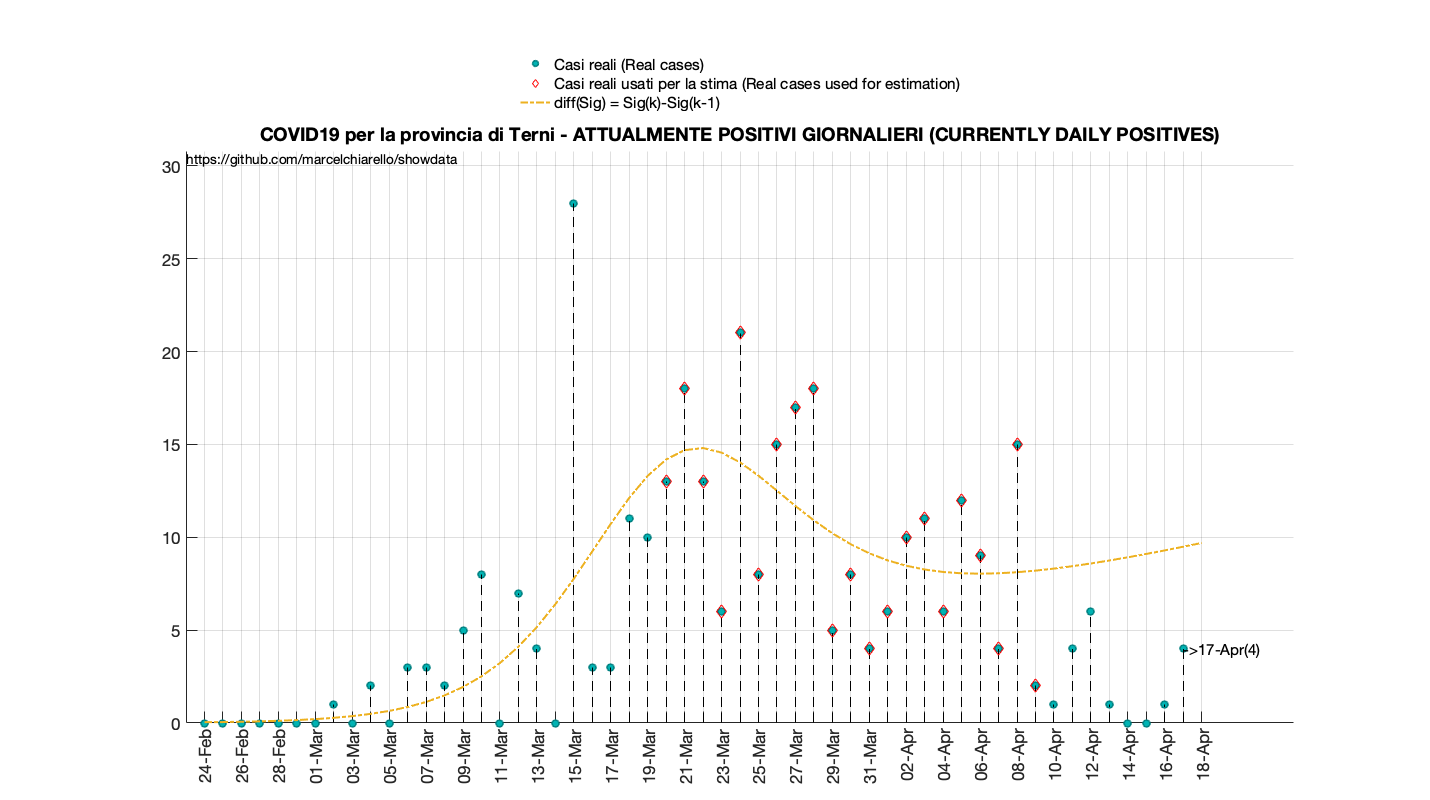 Casi reali (Real cases)
Casi reali usati per la stima (Real cases used for estimation)
diff(Sig) = Sig(k)-Sig(k-1)
COVID19 per la provincia di Terni - ATTUALMENTE POSITIVI GIORNALIERI (CURRENTLY DAILY POSITIVES)
https://github.com/marcelchiarello/showdata
30
25
20
15
10
5
0
->17-Apr(4)
24-Feb
26-Feb
28-Feb
01-Mar
03-Mar
05-Mar
07-Mar
09-Mar
11-Mar
13-Mar
15-Mar
17-Mar
19-Mar
21-Mar
23-Mar
25-Mar
27-Mar
29-Mar
31-Mar
02-Apr
04-Apr
06-Apr
08-Apr
10-Apr
12-Apr
14-Apr
16-Apr
18-Apr